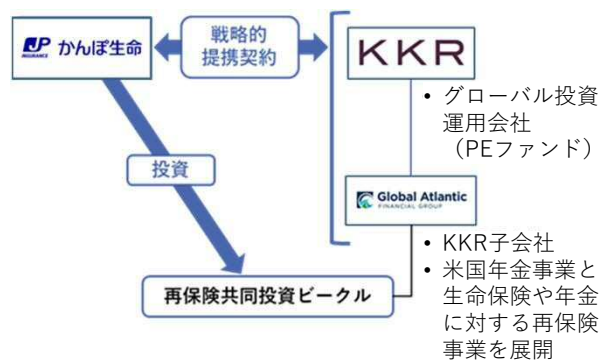 JP
INSURANCE
かんぽ生命
戦略的
提携契約
KKR
• グローバル投資
運用会社
（PEファンド）
投資
Global Atlantic
FINANCIAL GROUP
再保険共同投資ビークル
• KKR子会社
• 米国年金事業と
生命保険や年金
に対する再保険
事業を展開